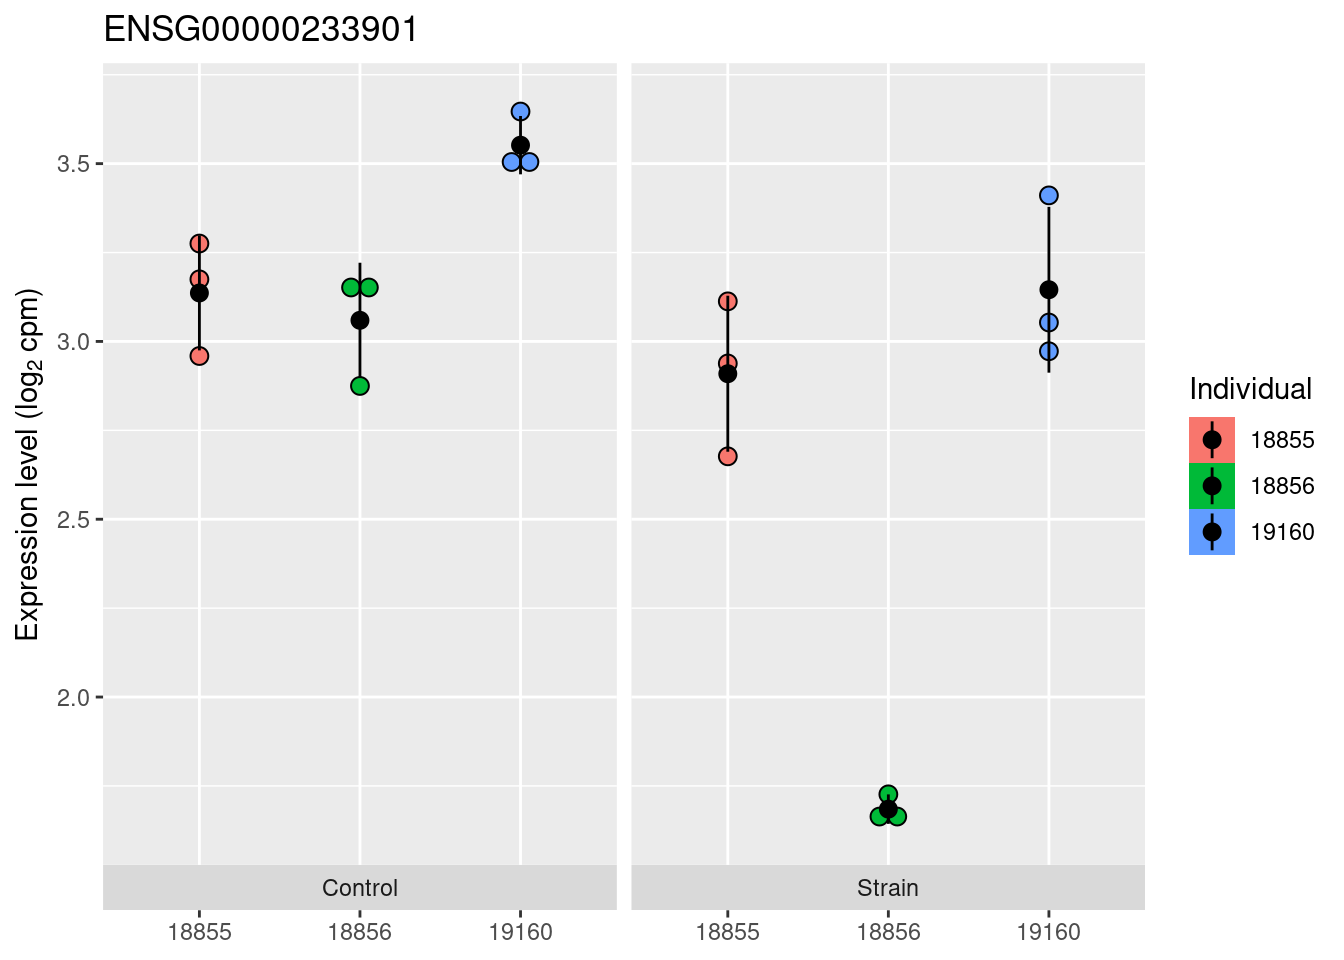 ENSG00000233901
Expression level (log₂ cpm)
3.5
3.0
2.5
2.0
Control
Strain
18855
18856
19160
18855
18856
19160
Individual
18855
18856
19160